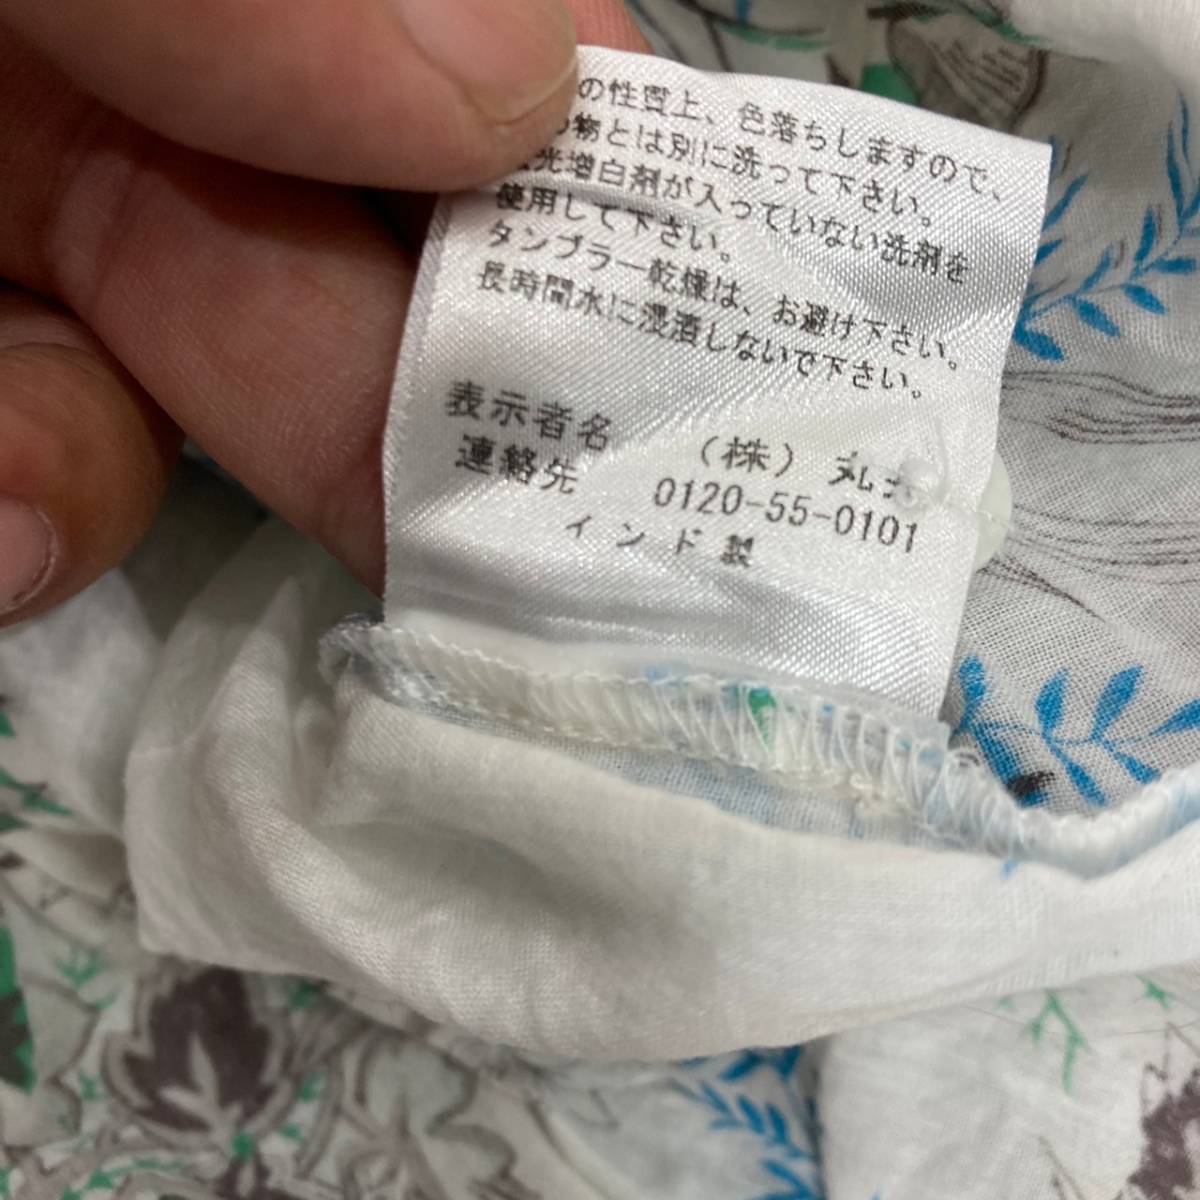 の性質上、色落ちしますので、
物とは別に洗って下さい。
光増白剤が入っていない洗剤を
使用して下さい。
タンブラー乾燥は、お避け下さい。
長時間水に浸漬しないで下さい。
表示者名 (株) 丸
連絡先 0120-55-0101
インド製